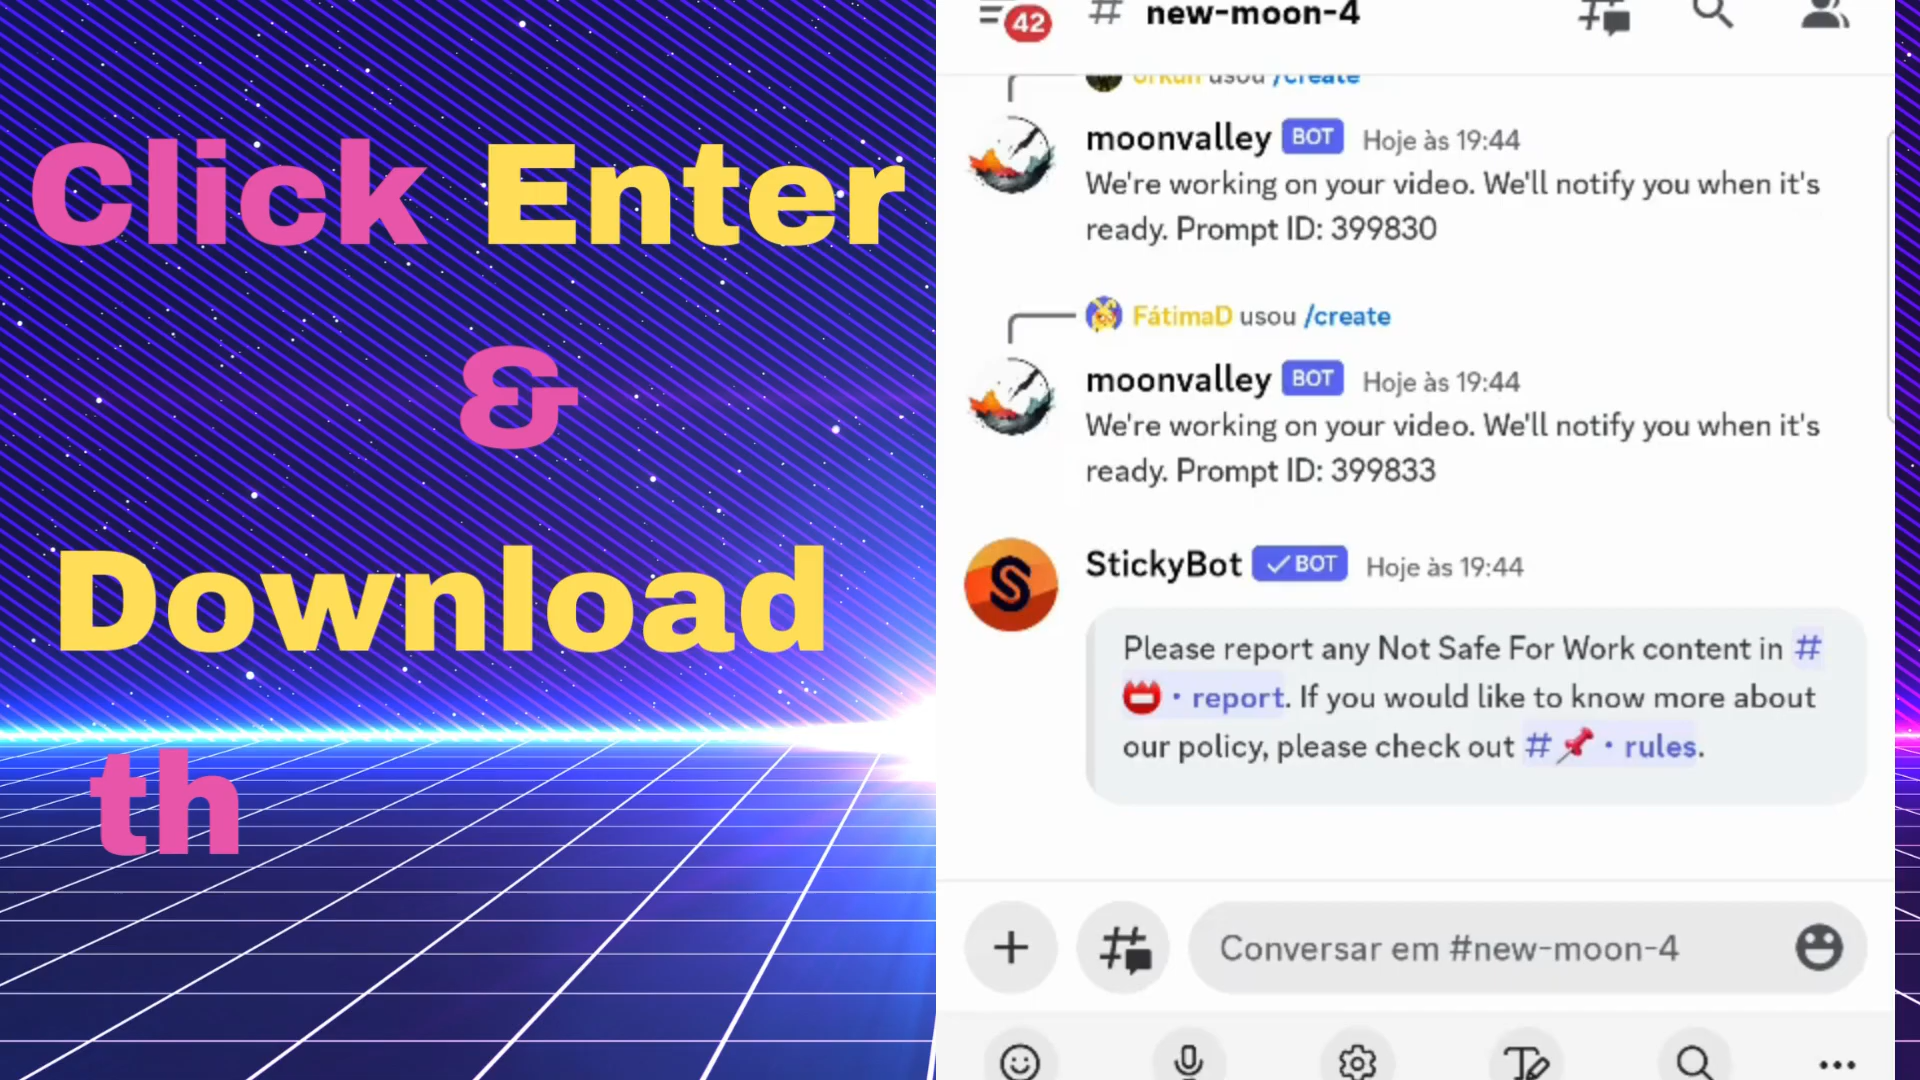 Click Enter
&
Download
th
42
# new-moon-4
orkun usou /create
moonvalley BOT Hoje às 19:44
We're working on your video. We'll notify you when it's
ready. Prompt ID: 399830
FátimaD usou /create
moonvalley BOT Hoje às 19:44
We're working on your video. We'll notify you when it's
ready. Prompt ID: 399833
StickyBot ✓ BOT Hoje às 19:44
Please report any Not Safe For Work content in #
📛 · report. If you would like to know more about
our policy, please check out # 📌 · rules.
Conversar em #new-moon-4